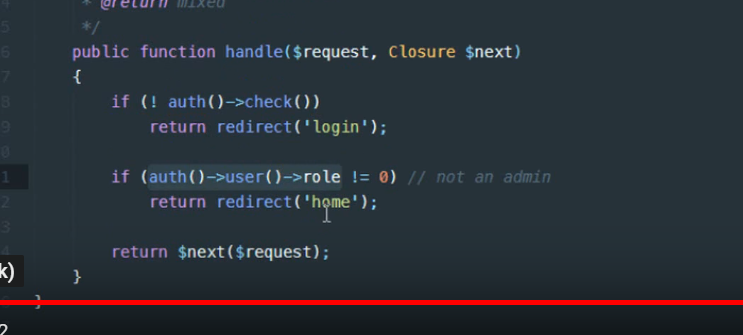 4 * @return mixed
5 */
6 public function handle($request, Closure $next)
7 {
8 if (! auth()->check())
9 return redirect('login');
0
1 if (auth()->user()->role != 0) // not an admin
2 return redirect('home');
3
4 return $next($request);
k) }
}
2